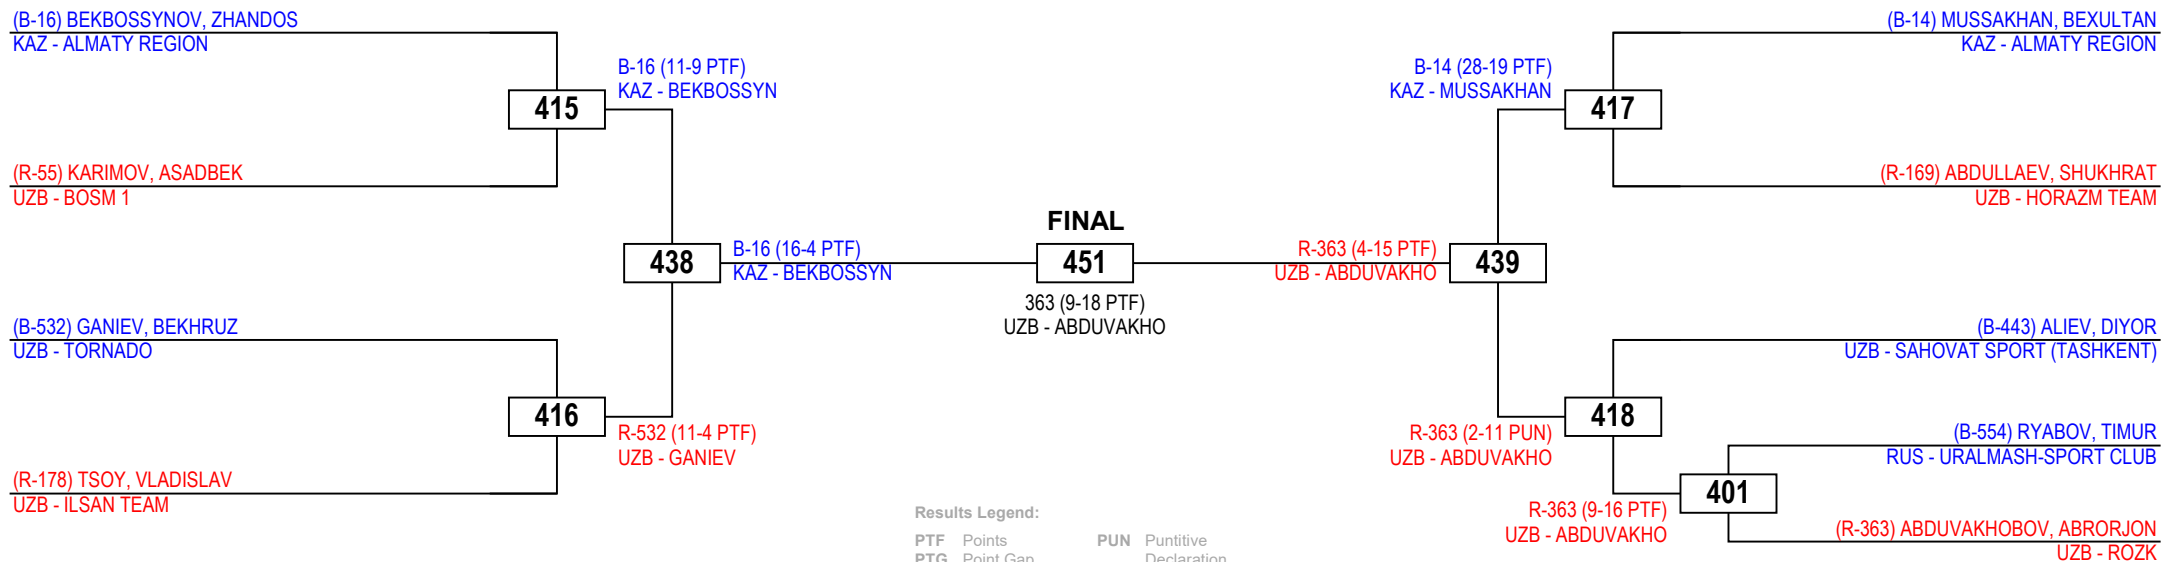 (B-16) BEKBOSSYNOV, ZHANDOS
KAZ - ALMATY REGION
B-16 (11-9 PTF)
KAZ - BEKBOSSYN
415
(R-55) KARIMOV, ASADBEK
UZB - BOSM 1
438
B-16 (16-4 PTF)
KAZ - BEKBOSSYN
(B-532) GANIEV, BEKHRUZ
UZB - TORNADO
416
R-532 (11-4 PTF)
UZB - GANIEV
(R-178) TSOY, VLADISLAV
UZB - ILSAN TEAM
FINAL
451
363 (9-18 PTF)
UZB - ABDUVAKHO
(B-14) MUSSAKHAN, BEXULTAN
KAZ - ALMATY REGION
B-14 (28-19 PTF)
KAZ - MUSSAKHAN
417
(R-169) ABDULLAEV, SHUKHRAT
UZB - HORAZM TEAM
R-363 (4-15 PTF)
UZB - ABDUVAKHO
439
(B-443) ALIEV, DIYOR
UZB - SAHOVAT SPORT (TASHKENT)
418
R-363 (2-11 PUN)
UZB - ABDUVAKHO
(B-554) RYABOV, TIMUR
RUS - URALMASH-SPORT CLUB
401
R-363 (9-16 PTF)
UZB - ABDUVAKHO
(R-363) ABDUVAKHOBOV, ABRORJON
UZB - ROZK
Results Legend:
PTF Points
PTG Point Gap
PUN Puntitive
Declaration